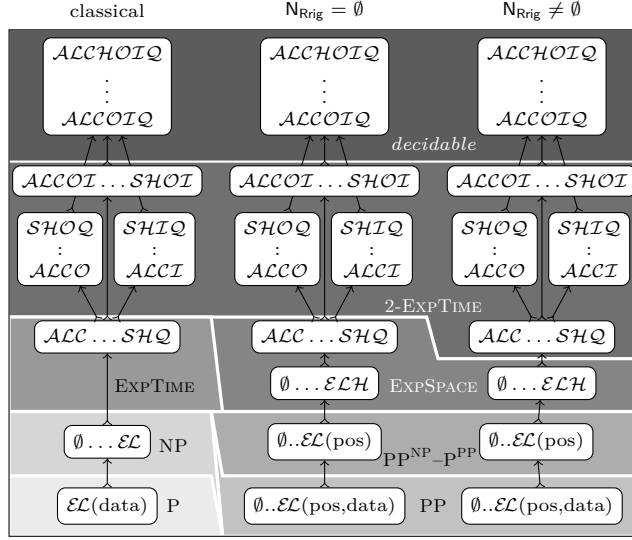 classical N_Rrig = ∅ N_Rrig ≠ ∅
ALCHOIQ ALCHOIQ ALCHOIQ
⋮ ⋮ ⋮
ALCOIQ ALCOIQ ALCOIQ
decidable
ALCOI … SHOI ALCOI … SHOI ALCOI … SHOI
SHOQ SHIQ SHOQ SHIQ SHOQ SHIQ
⋮ ⋮ ⋮ ⋮ ⋮ ⋮
ALCO ALCI ALCO ALCI ALCO ALCI
2-EXPTIME
ALC … SHQ ALC … SHQ ALC … SHQ
EXPTIME ∅ … ELH EXPSPACE ∅ … ELH
∅ … EL NP ∅..EL(pos) PP^NP–P^PP ∅..EL(pos)
EL(data) P ∅..EL(pos,data) PP ∅..EL(pos,data)